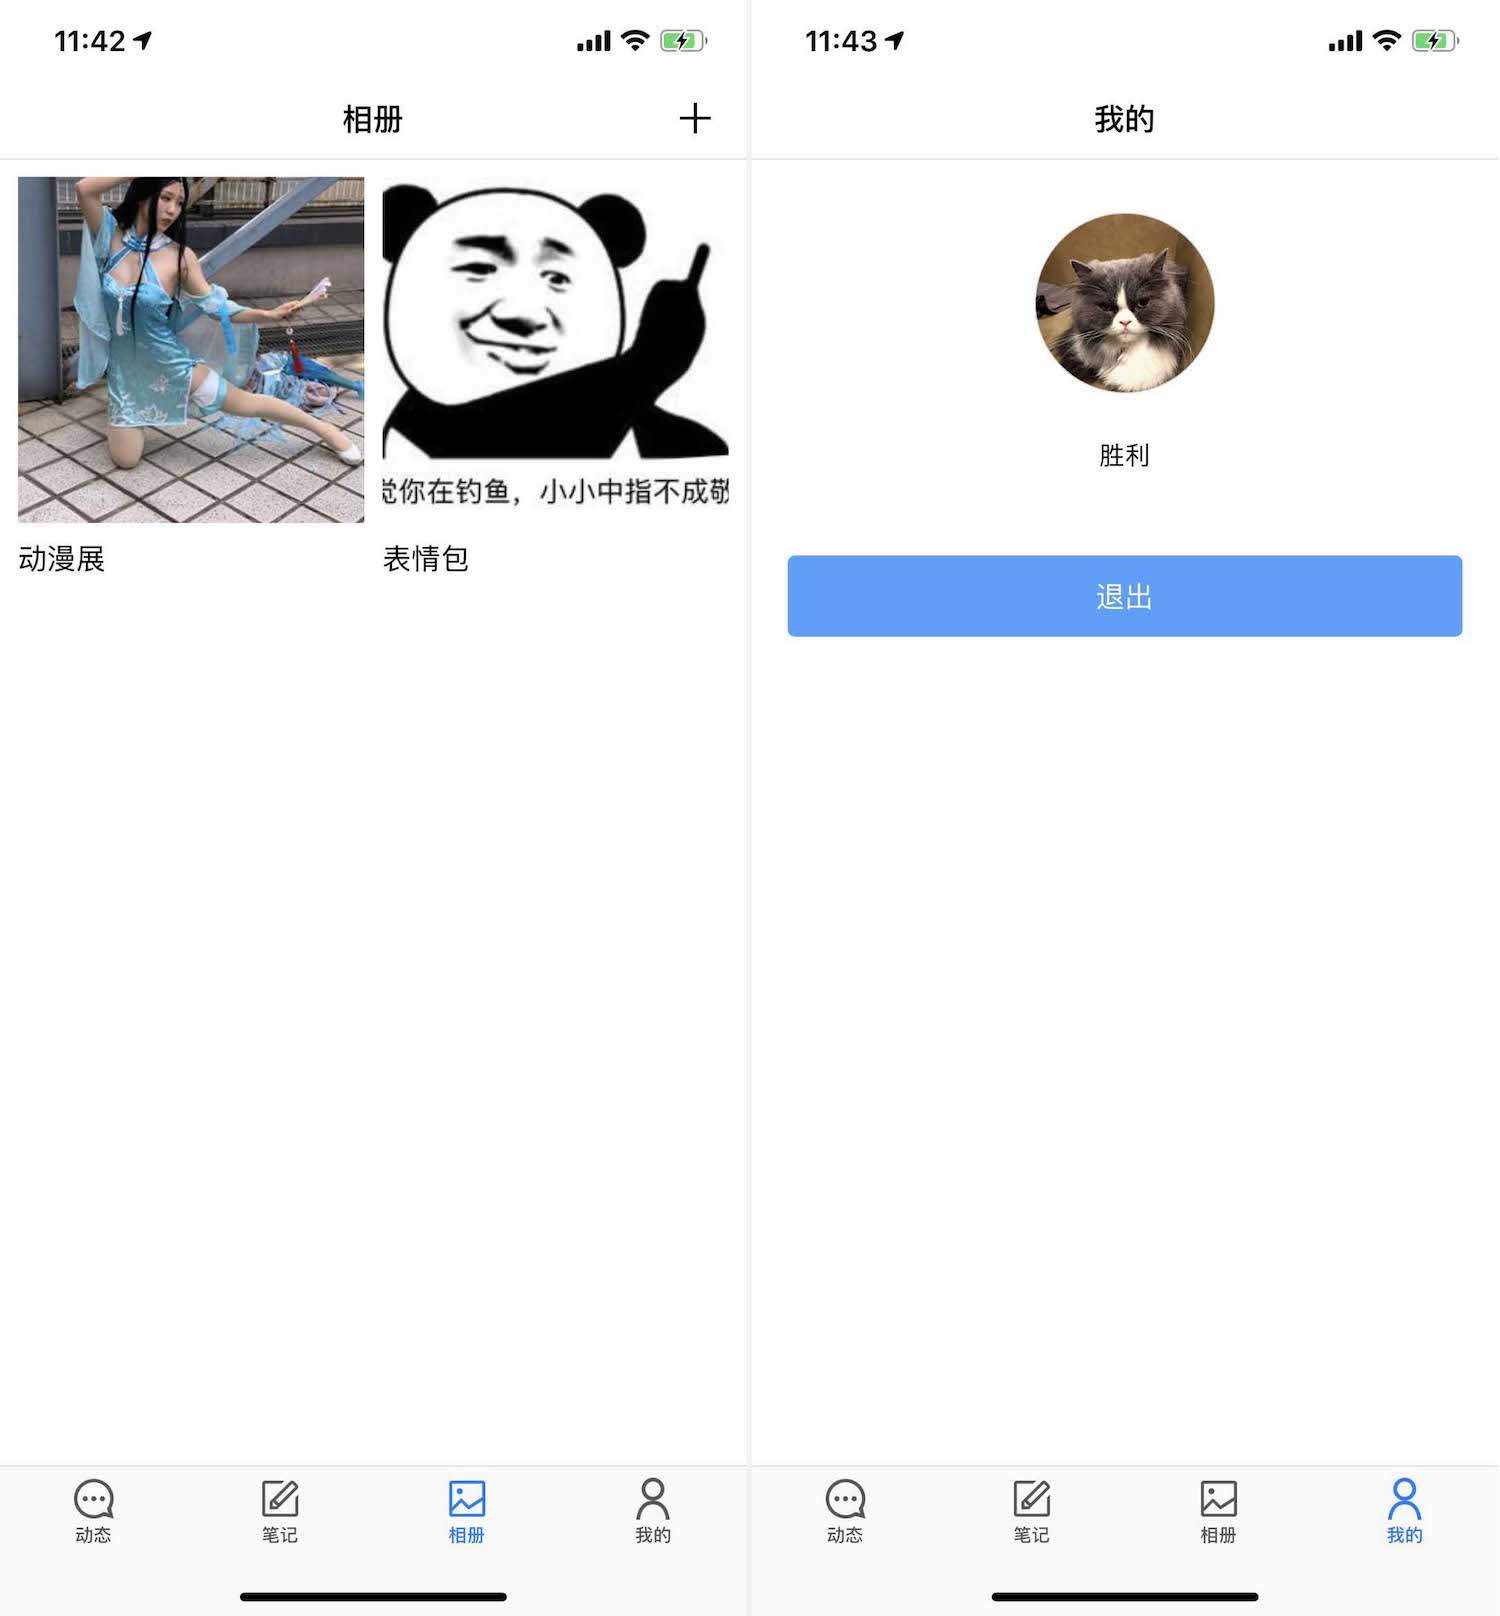 11:42
相册
觉你在钓鱼，小小中指不成敬
动漫展
表情包
动态
笔记
相册
我的
11:43
我的
胜利
退出
动态
笔记
相册
我的